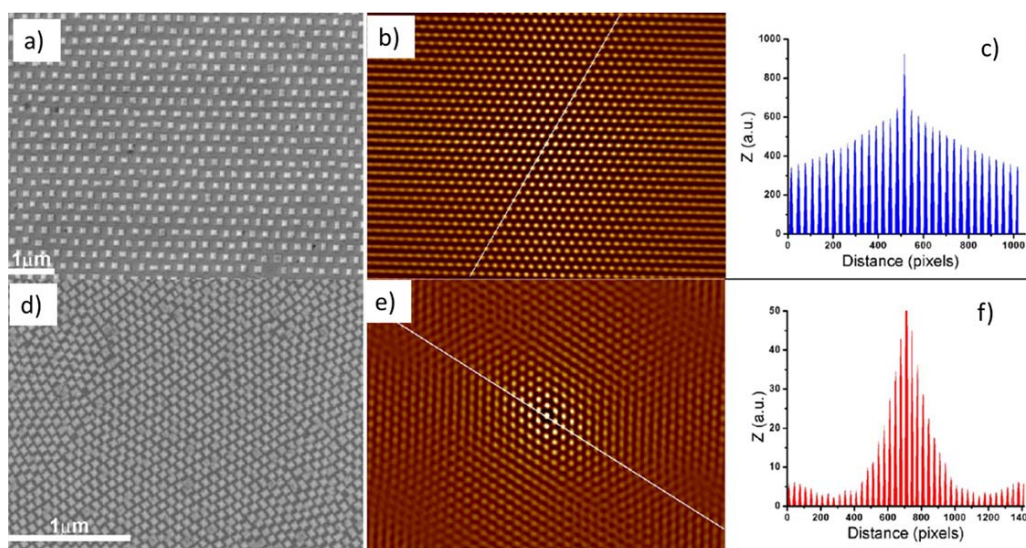 a)
1μm
b)
c)
Z (a.u.)
1000
800
600
400
200
0
0 200 400 600 800 1000
Distance (pixels)
d)
1μm
e)
f)
Z (a.u.)
50
40
30
20
10
0
0 200 400 600 800 1000 1200 1400
Distance (pixels)